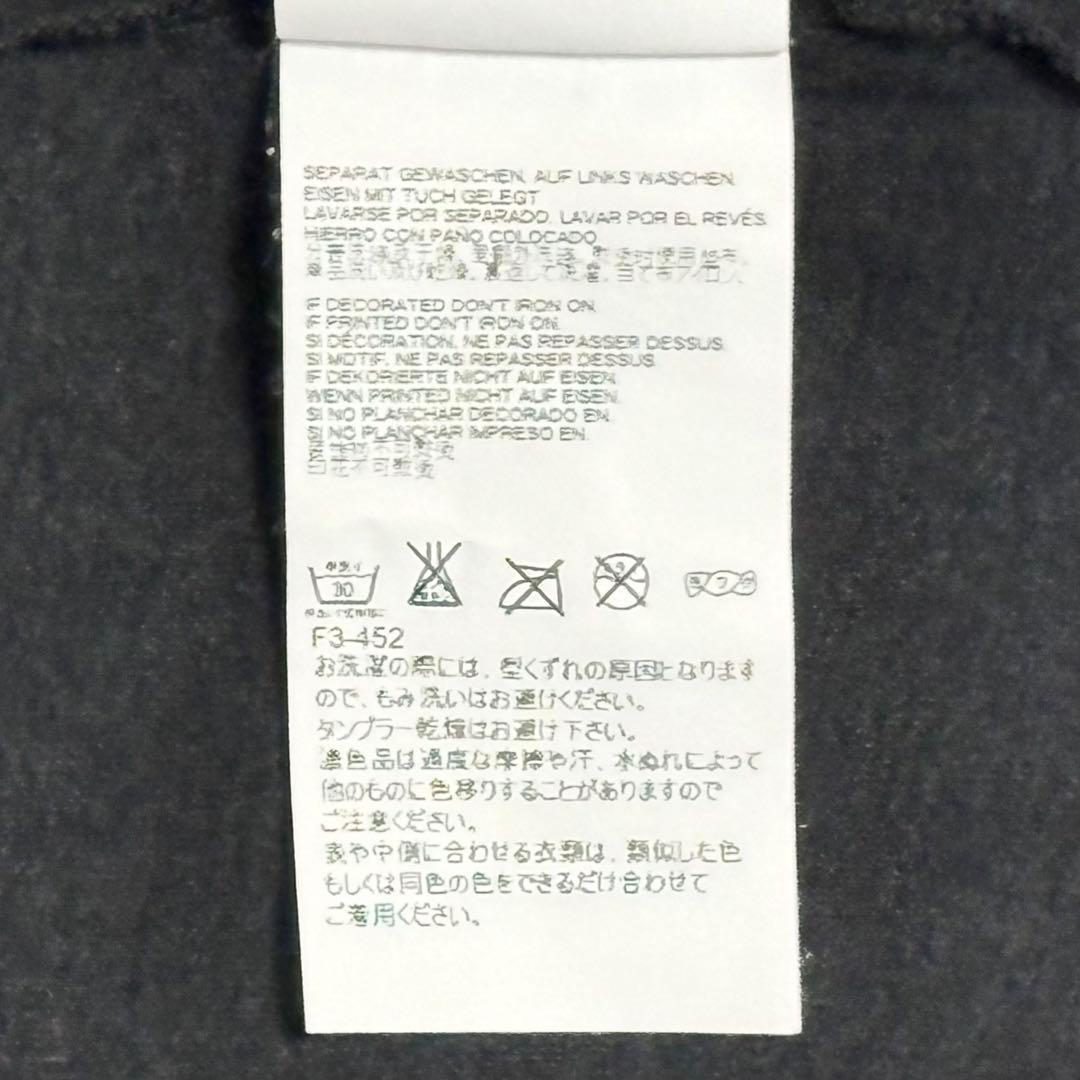 SEPARAT GEWASCHEN. AUF LINKS WASCHEN.
EISEN MIT TUCH GELEGT
LAVARSE POR SEPARADO. LAVAR POR EL REVÉS.
HIERRO CON PANO COLOCADO
IF DECORATED DON'T IRON ON.
IF PRINTED DON'T IRON ON.
SI DÉCORATION, NE PAS REPASSER DESSUS.
SI MOTIF, NE PAS REPASSER DESSUS.
IF DEKORIERTE NICHT AUF EISEN.
WENN PRINTED NICHT AUF EISEN.
SI NO PLANCHAR DECORADO EN.
SI NO PLANCHAR IMPRESO EN.
F3-452
お洗濯の際には、型くずれの原因となります
ので、もみ洗いはお避けください。
タンブラー乾燥はお避け下さい。
濃色品は過度な摩擦や汗、水ぬれによって
他のものに色移りすることがありますので
ご注意ください。
表や中側に合わせる衣類は、類似した色
もしくは同色の色をできるだけ合わせて
ご着用ください。